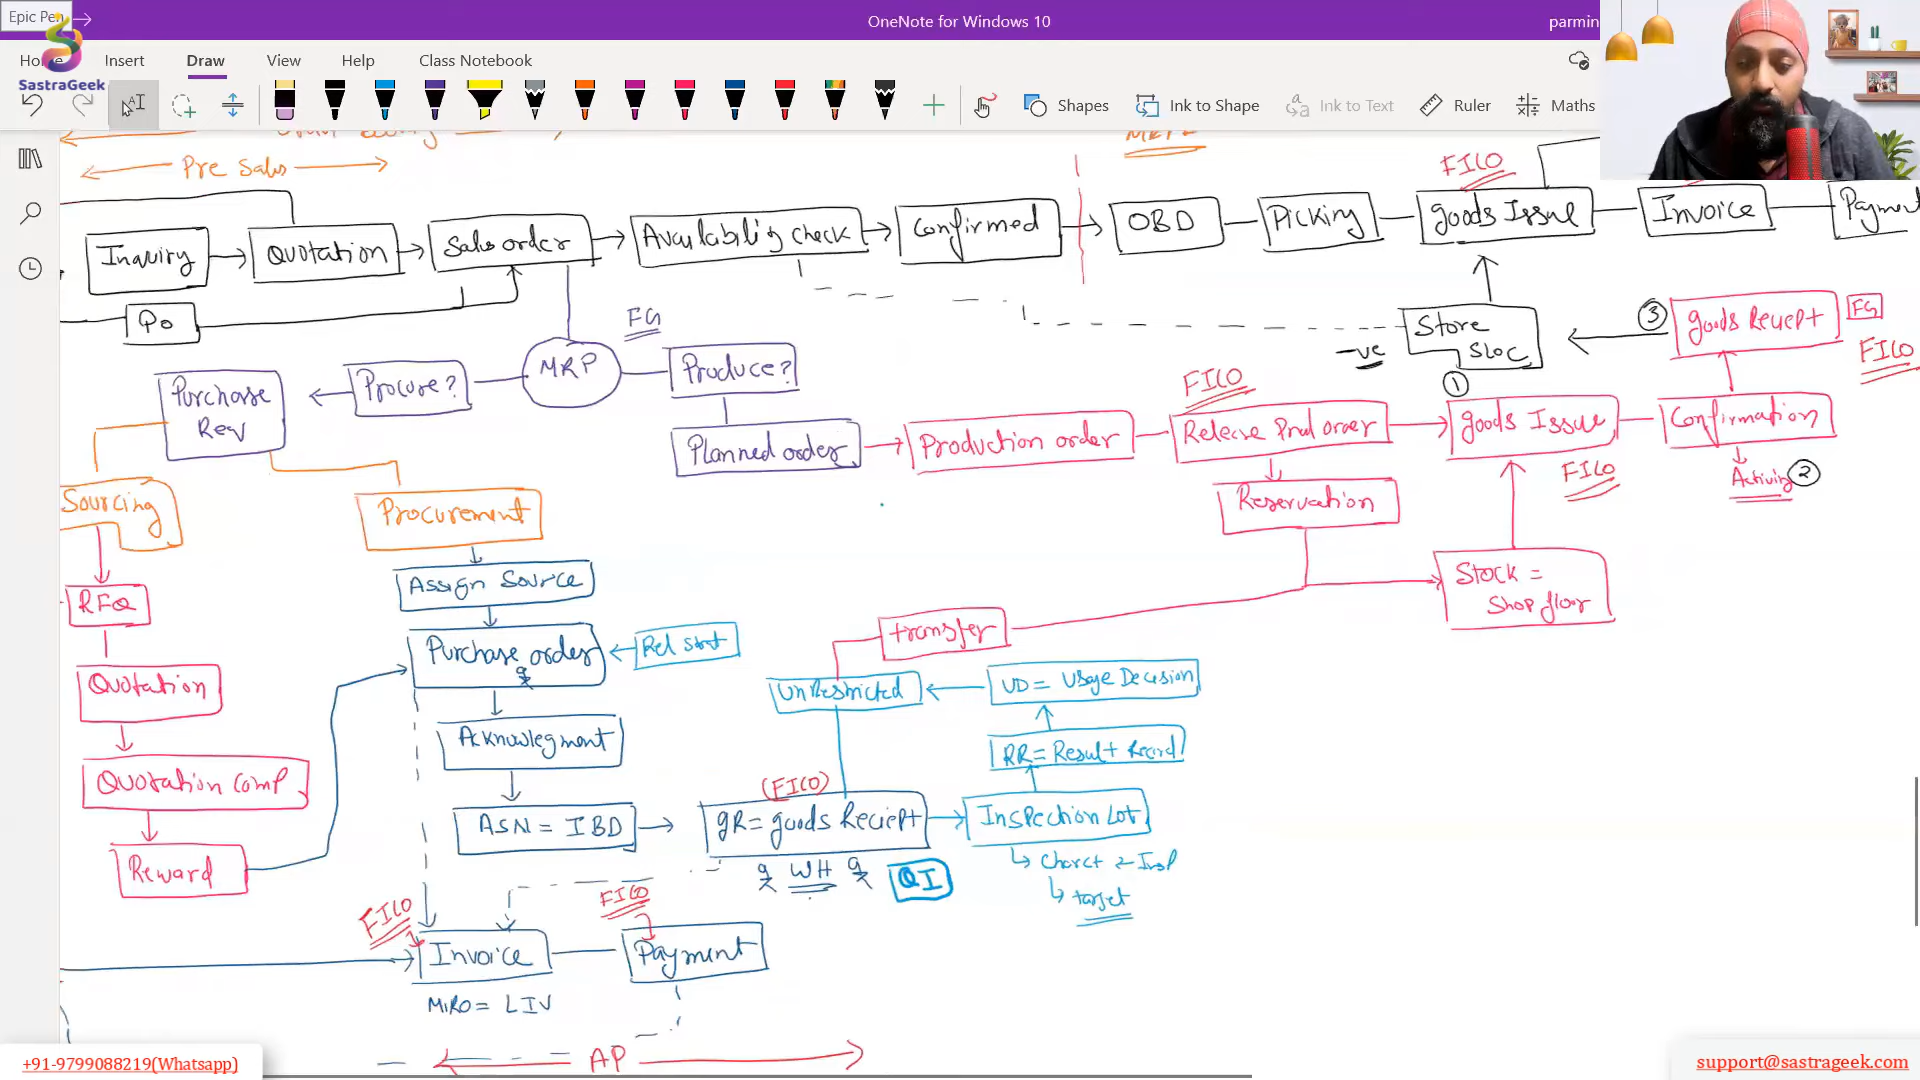 Epic Pen
OneNote for Windows 10
parmin
SastraGeek
Home
Insert
Draw
View
Help
Class Notebook
Shapes
Ink to Shape
Ink to Text
Ruler
Maths
Pre Sales
FILO
Inquiry
Quotation
Sales order
Availability check
Confirmed
OBD
Picking
Goods Issue
Invoice
Payment
PO
FG
MRP
Procure?
Produce?
Purchase
Req
Planned order
Production order
FICO
Release Prod order
Reservation
Store
SLOC
-ve
1
Goods Issue
FICO
3
Goods Reciept
FG
FICO
Confirmation
Activity
2
Stock =
Shop floor
Sourcing
RFQ
Quotation
Quotation Comp
Reward
Procurement
Assign Source
Purchase order
Rel Strat
Acknowlegment
ASN = IBD
transfer
UnRestricted
UD = Usage Decision
RR = Result Record
(FICO)
GR = Goods Reciept
WH
QI
Inspection Lot
target
FICO
Invoice
MIRO = LIV
FICO
Payment
AP
+91-9799088219(Whatsapp)
support@sastrageek.com